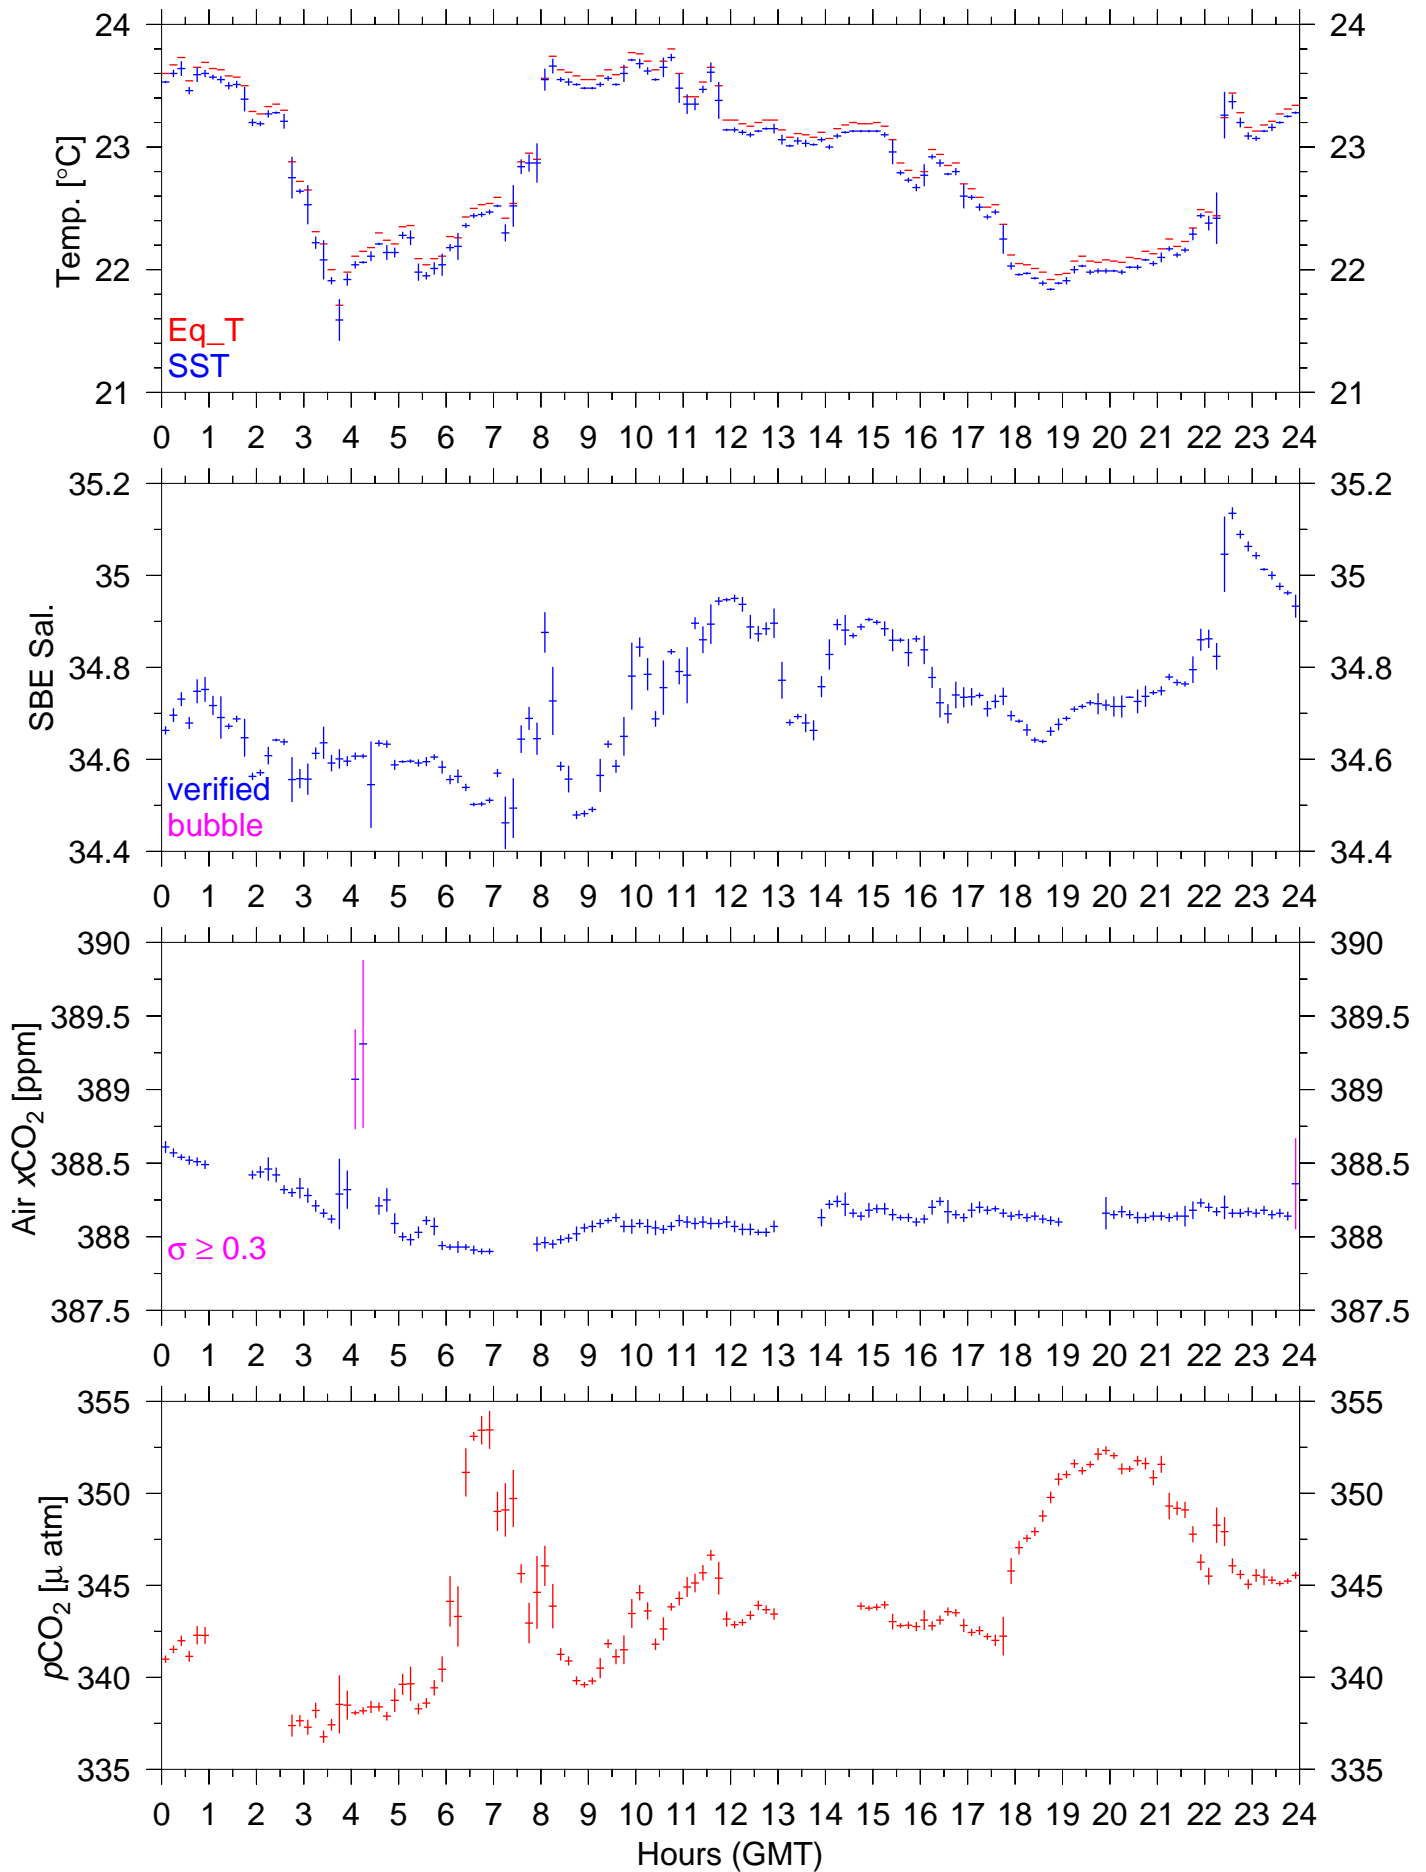 24 24
23 23
Temp. [°C]
22 22
Eq_T
SST
21 21
0 1 2 3 4 5 6 7 8 9 10 11 12 13 14 15 16 17 18 19 20 21 22 23 24
35.2 35.2
35 35
SBE Sal.
34.8 34.8
34.6 34.6
verified
bubble
34.4 34.4
0 1 2 3 4 5 6 7 8 9 10 11 12 13 14 15 16 17 18 19 20 21 22 23 24
390 390
389.5 389.5
Air xCO₂ [ppm]
389 389
388.5 388.5
388 388
σ ≥ 0.3
387.5 387.5
0 1 2 3 4 5 6 7 8 9 10 11 12 13 14 15 16 17 18 19 20 21 22 23 24
355 355
350 350
pCO₂ [μ atm]
345 345
340 340
335 335
0 1 2 3 4 5 6 7 8 9 10 11 12 13 14 15 16 17 18 19 20 21 22 23 24
Hours (GMT)